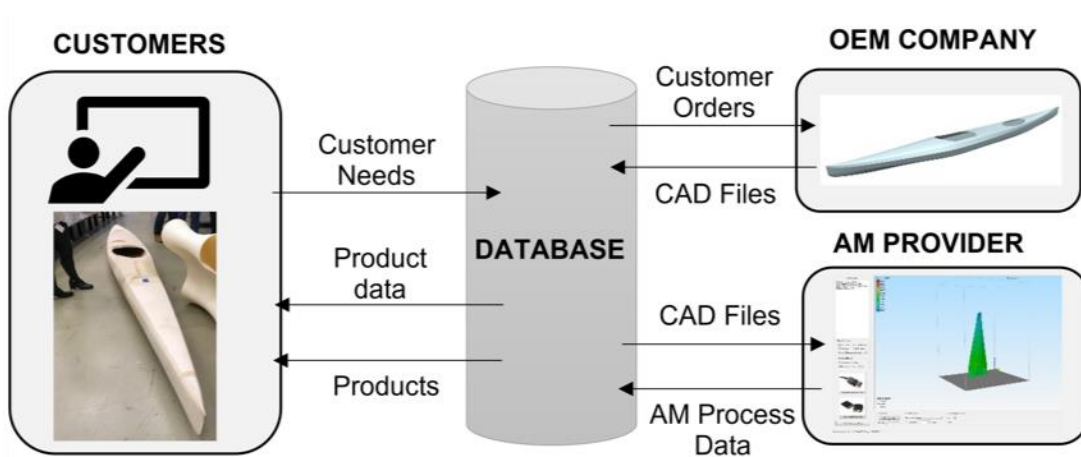 CUSTOMERS
OEM COMPANY
Customer
Orders
Customer
Needs
CAD Files
DATABASE
AM PROVIDER
Product
data
CAD Files
Products
AM Process
Data